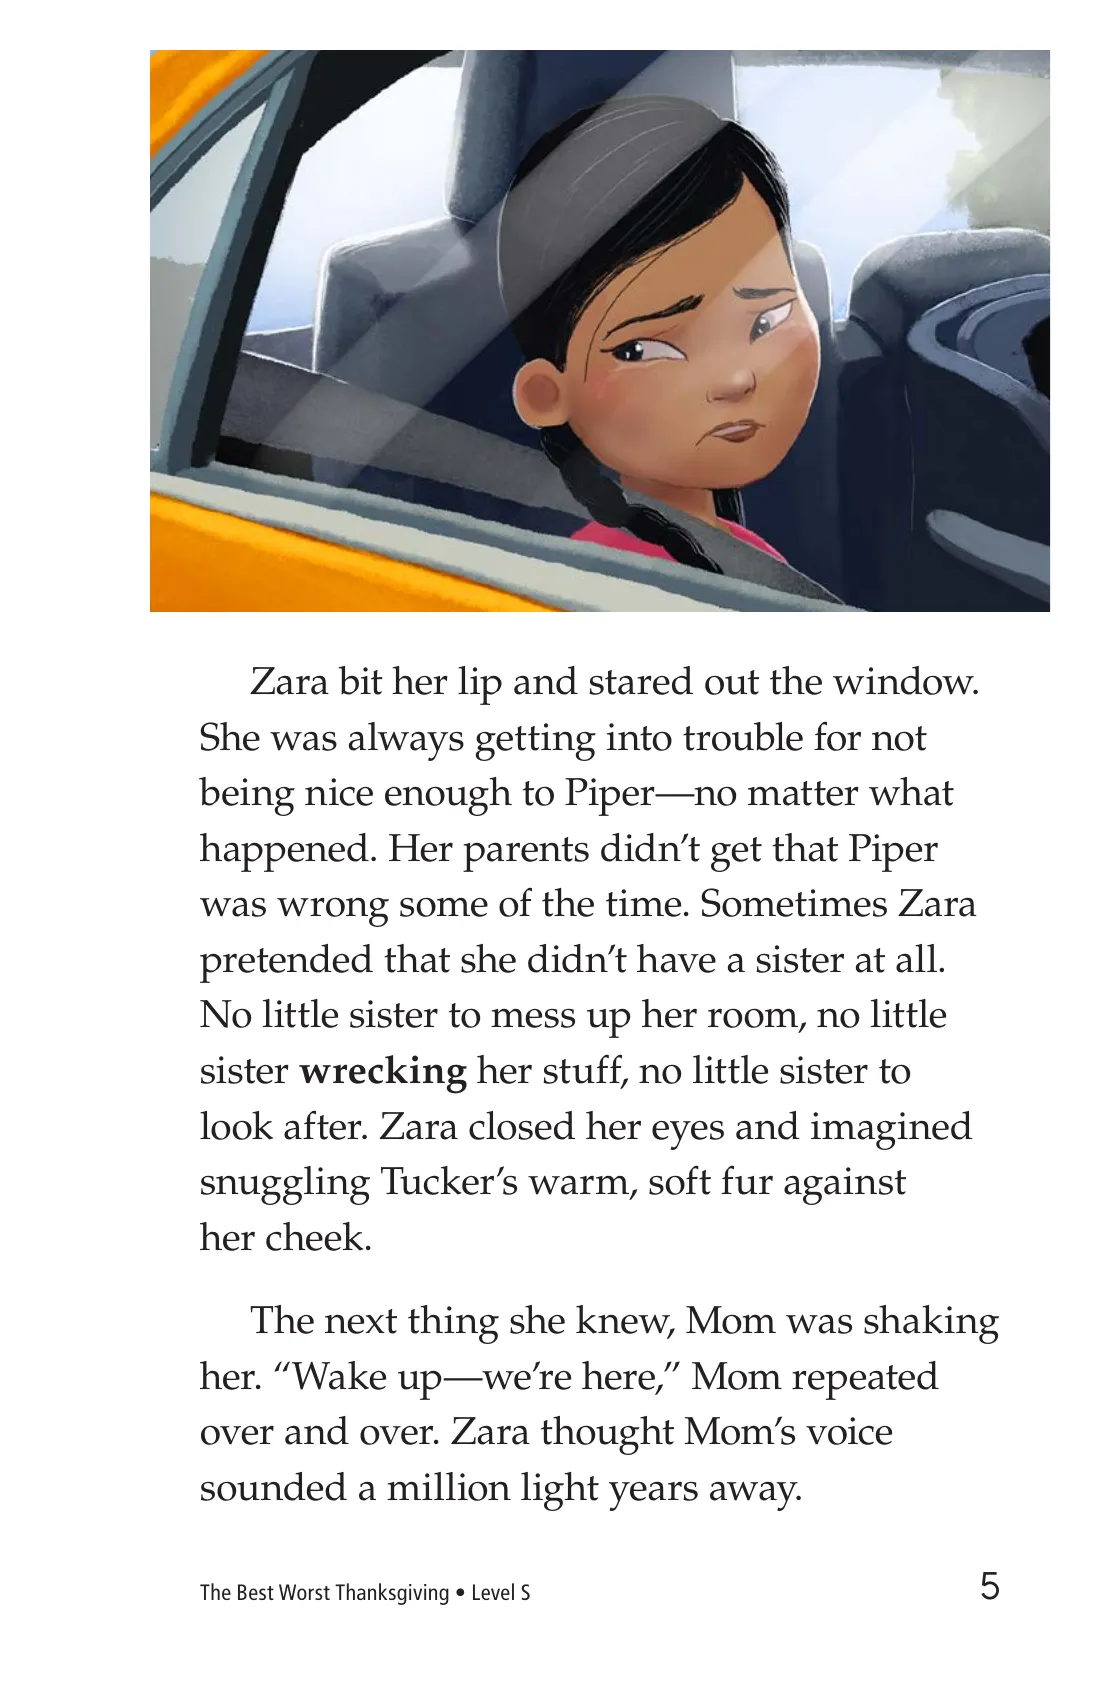 Zara bit her lip and stared out the window.
She was always getting into trouble for not
being nice enough to Piper—no matter what
happened. Her parents didn’t get that Piper
was wrong some of the time. Sometimes Zara
pretended that she didn’t have a sister at all.
No little sister to mess up her room, no little
sister wrecking her stuff, no little sister to
look after. Zara closed her eyes and imagined
snuggling Tucker’s warm, soft fur against
her cheek.
The next thing she knew, Mom was shaking
her. “Wake up—we’re here,” Mom repeated
over and over. Zara thought Mom’s voice
sounded a million light years away.
The Best Worst Thanksgiving • Level S
5